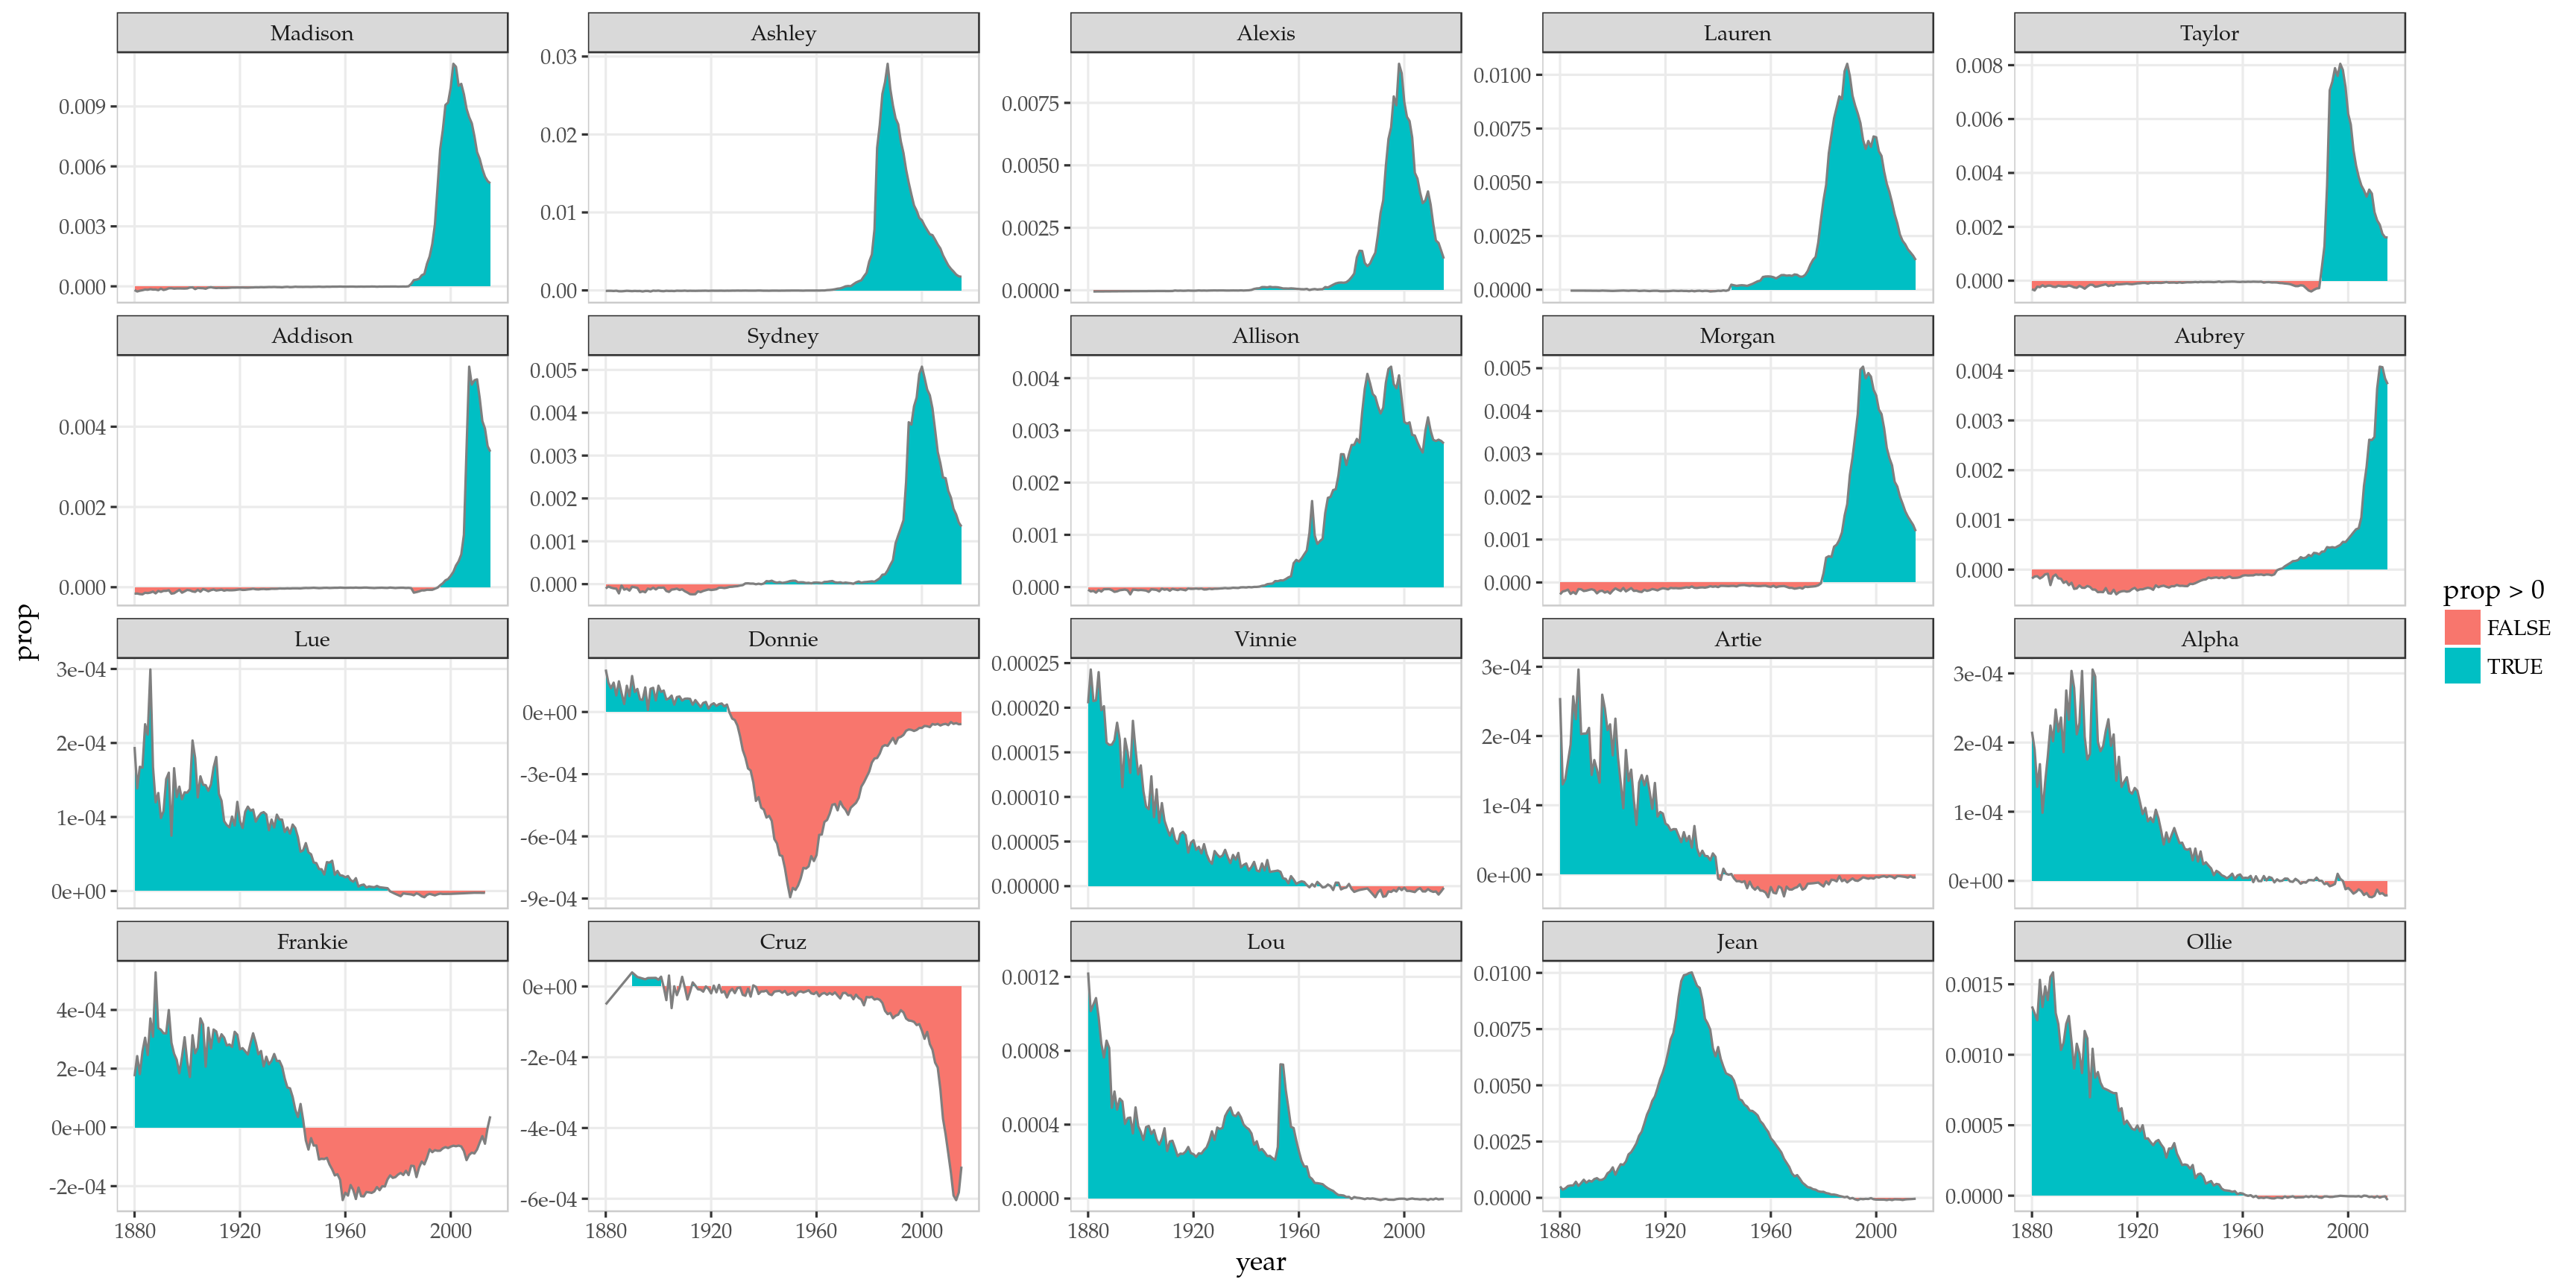 Madison Ashley Alexis Lauren Taylor
0.009 0.006 0.003 0.000
0.03 0.02 0.01 0.00
0.0075 0.0050 0.0025 0.0000
0.0100 0.0075 0.0050 0.0025 0.0000
0.008 0.006 0.004 0.002 0.000
Addison Sydney Allison Morgan Aubrey
0.004 0.002 0.000
0.005 0.004 0.003 0.002 0.001 0.000
0.004 0.003 0.002 0.001 0.000
0.005 0.004 0.003 0.002 0.001 0.000
0.004 0.003 0.002 0.001 0.000
prop
Lue Donnie Vinnie Artie Alpha
3e-04 2e-04 1e-04 0e+00
0e+00 -3e-04 -6e-04 -9e-04
0.00025 0.00020 0.00015 0.00010 0.00005 0.00000
3e-04 2e-04 1e-04 0e+00
3e-04 2e-04 1e-04 0e+00
Frankie Cruz Lou Jean Ollie
4e-04 2e-04 0e+00 -2e-04
0e+00 -2e-04 -4e-04 -6e-04
0.0012 0.0008 0.0004 0.0000
0.0100 0.0075 0.0050 0.0025 0.0000
0.0015 0.0010 0.0005 0.0000
1880 1920 1960 2000 1880 1920 1960 2000 1880 1920 1960 2000 1880 1920 1960 2000 1880 1920 1960 2000
year
prop > 0
FALSE
TRUE